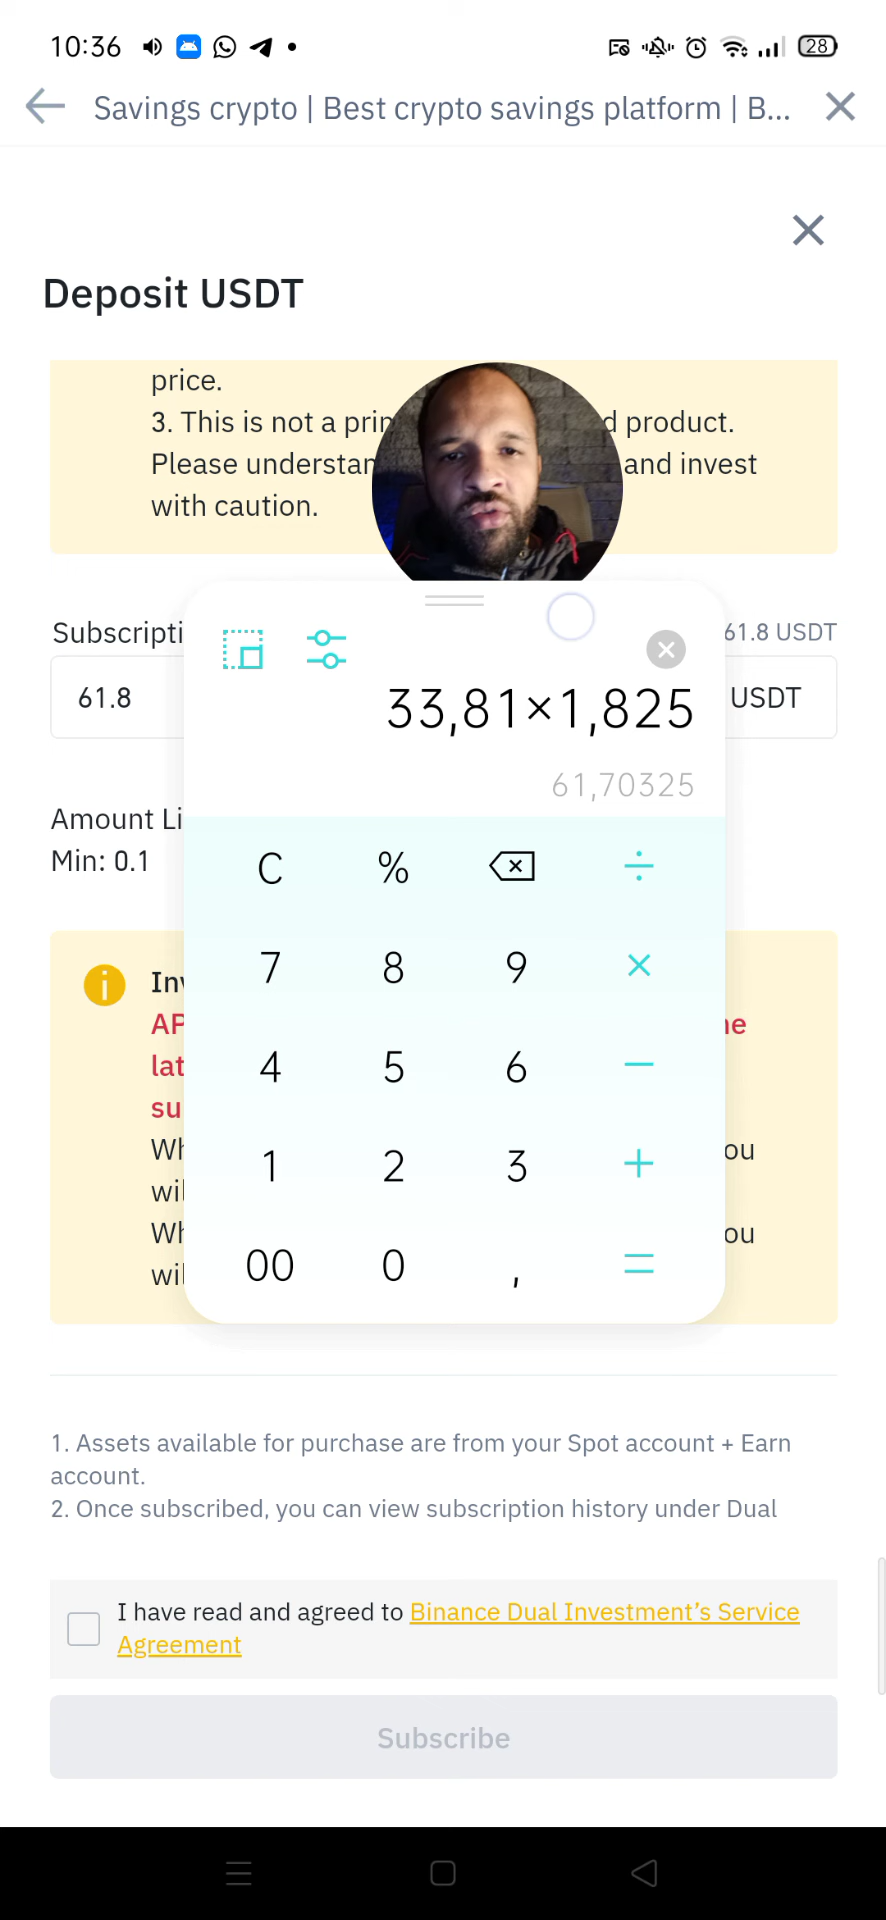 10:36
28
Savings crypto | Best crypto savings platform | B...
Deposit USDT
price.
3. This is not a prin d product.
Please understan and invest
with caution.
Subscripti 61.8 USDT
61.8 USDT
33,81×1,825
61,70325
Amount Li
Min: 0.1
C % ÷
7 8 9 ×
4 5 6 −
1 2 3 +
00 0 , =
Inv
AP ne
lat
su
Wh ou
wil
Wh ou
wil
1. Assets available for purchase are from your Spot account + Earn
account.
2. Once subscribed, you can view subscription history under Dual
I have read and agreed to Binance Dual Investment’s Service
Agreement
Subscribe